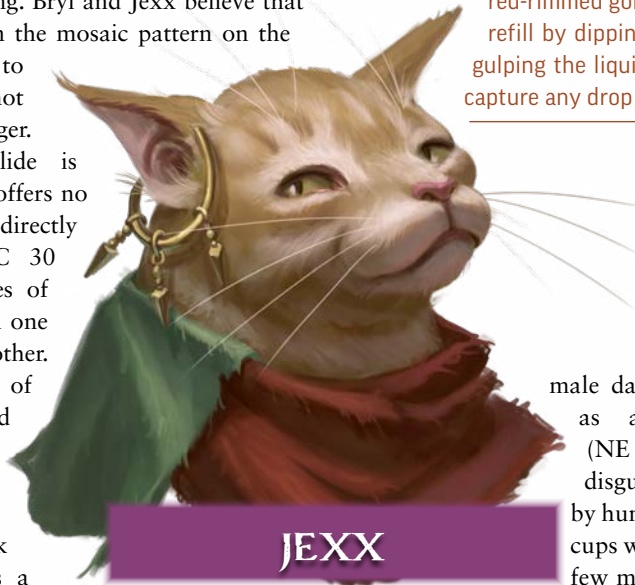 ng. Bryl and Jexx believe that
n the mosaic pattern on the
to
not
ger.
lide is
offers no
directly
C 30
es of
one
other.
of
d
k
s a
red-rimmed gol
refill by dippin
gulping the liqui
capture any drop
male da
as a
(NE
disgu
by hum
cups w
few m
JEXX